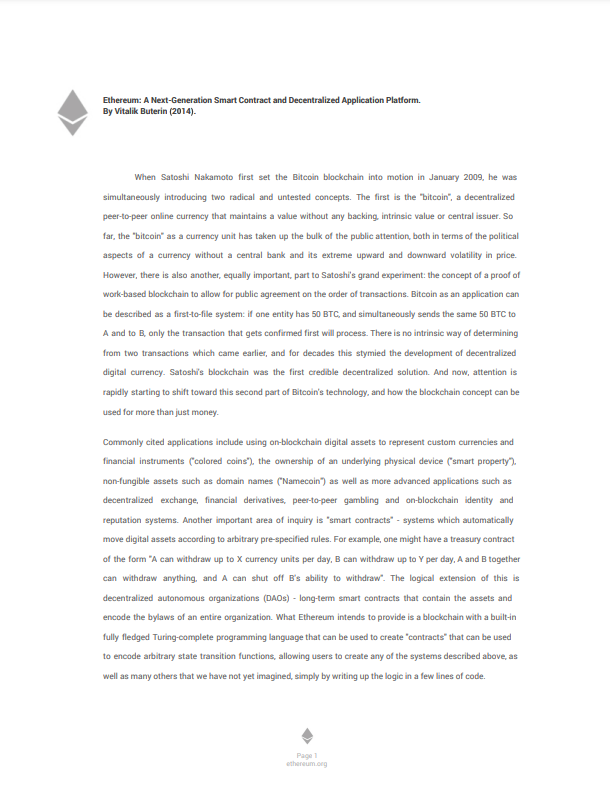 Ethereum: A Next-Generation Smart Contract and Decentralized Application Platform.
By Vitalik Buterin (2014).
When Satoshi Nakamoto first set the Bitcoin blockchain into motion in January 2009, he was
simultaneously introducing two radical and untested concepts. The first is the "bitcoin", a decentralized
peer-to-peer online currency that maintains a value without any backing, intrinsic value or central issuer. So
far, the "bitcoin" as a currency unit has taken up the bulk of the public attention, both in terms of the political
aspects of a currency without a central bank and its extreme upward and downward volatility in price.
However, there is also another, equally important, part to Satoshi's grand experiment: the concept of a proof of
work-based blockchain to allow for public agreement on the order of transactions. Bitcoin as an application can
be described as a first-to-file system: if one entity has 50 BTC, and simultaneously sends the same 50 BTC to
A and to B, only the transaction that gets confirmed first will process. There is no intrinsic way of determining
from two transactions which came earlier, and for decades this stymied the development of decentralized
digital currency. Satoshi's blockchain was the first credible decentralized solution. And now, attention is
rapidly starting to shift toward this second part of Bitcoin's technology, and how the blockchain concept can be
used for more than just money.
Commonly cited applications include using on-blockchain digital assets to represent custom currencies and
financial instruments ("colored coins"), the ownership of an underlying physical device ("smart property"),
non-fungible assets such as domain names ("Namecoin") as well as more advanced applications such as
decentralized exchange, financial derivatives, peer-to-peer gambling and on-blockchain identity and
reputation systems. Another important area of inquiry is "smart contracts" - systems which automatically
move digital assets according to arbitrary pre-specified rules. For example, one might have a treasury contract
of the form "A can withdraw up to X currency units per day, B can withdraw up to Y per day, A and B together
can withdraw anything, and A can shut off B's ability to withdraw". The logical extension of this is
decentralized autonomous organizations (DAOs) - long-term smart contracts that contain the assets and
encode the bylaws of an entire organization. What Ethereum intends to provide is a blockchain with a built-in
fully fledged Turing-complete programming language that can be used to create "contracts" that can be used
to encode arbitrary state transition functions, allowing users to create any of the systems described above, as
well as many others that we have not yet imagined, simply by writing up the logic in a few lines of code.
Page 1
ethereum.org